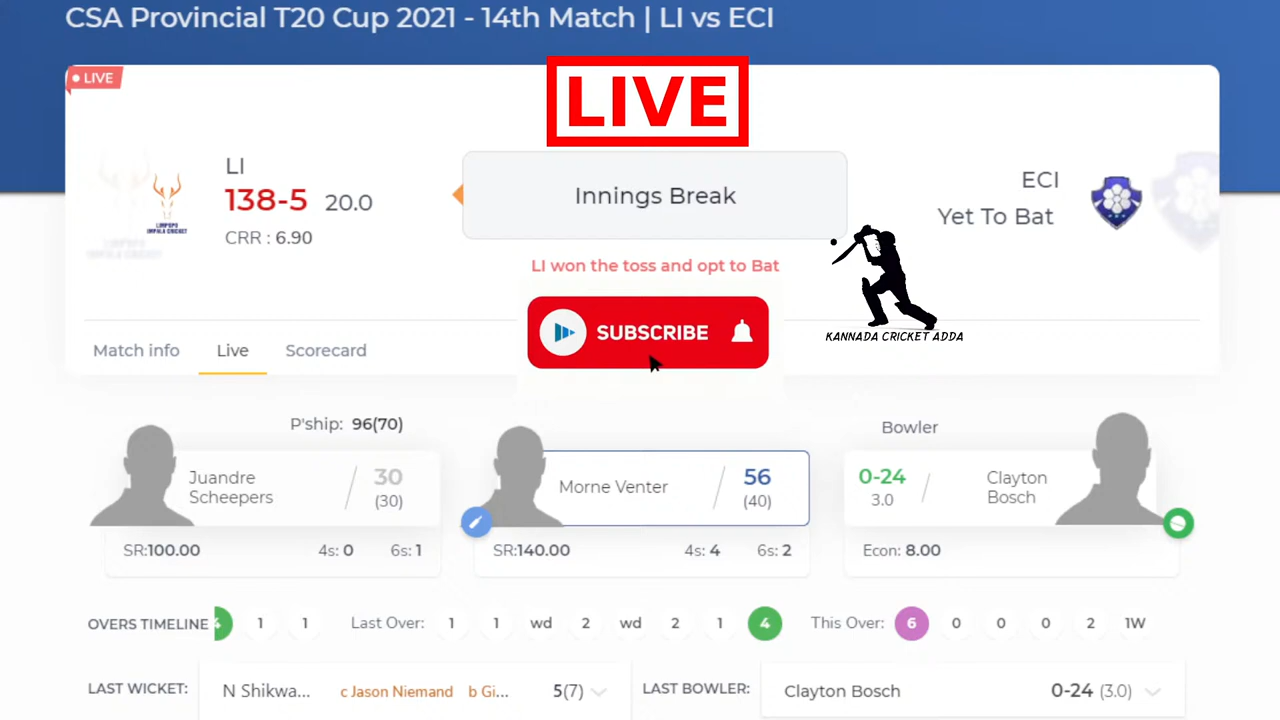 CSA Provincial T20 Cup 2021 - 14th Match | LI vs ECI
LIVE
LIVE
LI
138-5 20.0
CRR : 6.90
LIMPOPO
IMPALA CRICKET
Innings Break
ECI
Yet To Bat
LI won the toss and opt to Bat
SUBSCRIBE
KANNADA CRICKET ADDA
Match info Live Scorecard
P'ship: 96(70)
Bowler
Juandre
Scheepers
30
(30)
Morne Venter
56
(40)
0-24
3.0
Clayton
Bosch
SR:100.00 4s: 0 6s: 1
SR:140.00 4s: 4 6s: 2
Econ: 8.00
OVERS TIMELINE 4 1 1 Last Over: 1 1 wd 2 wd 2 1 4 This Over: 6 0 0 0 2 1W
LAST WICKET: N Shikwa... c Jason Niemand b Gi... 5(7) LAST BOWLER: Clayton Bosch 0-24 (3.0)